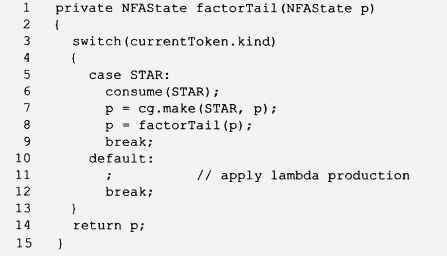 1 private NFAState factorTail(NFAState p)
2 {
3 switch(currentToken.kind)
4 {
5 case STAR:
6 consume(STAR);
7 p = cg.make(STAR, p);
8 p = factorTail(p);
9 break;
10 default:
11 ; // apply lambda production
12 break;
13 }
14 return p;
15 }